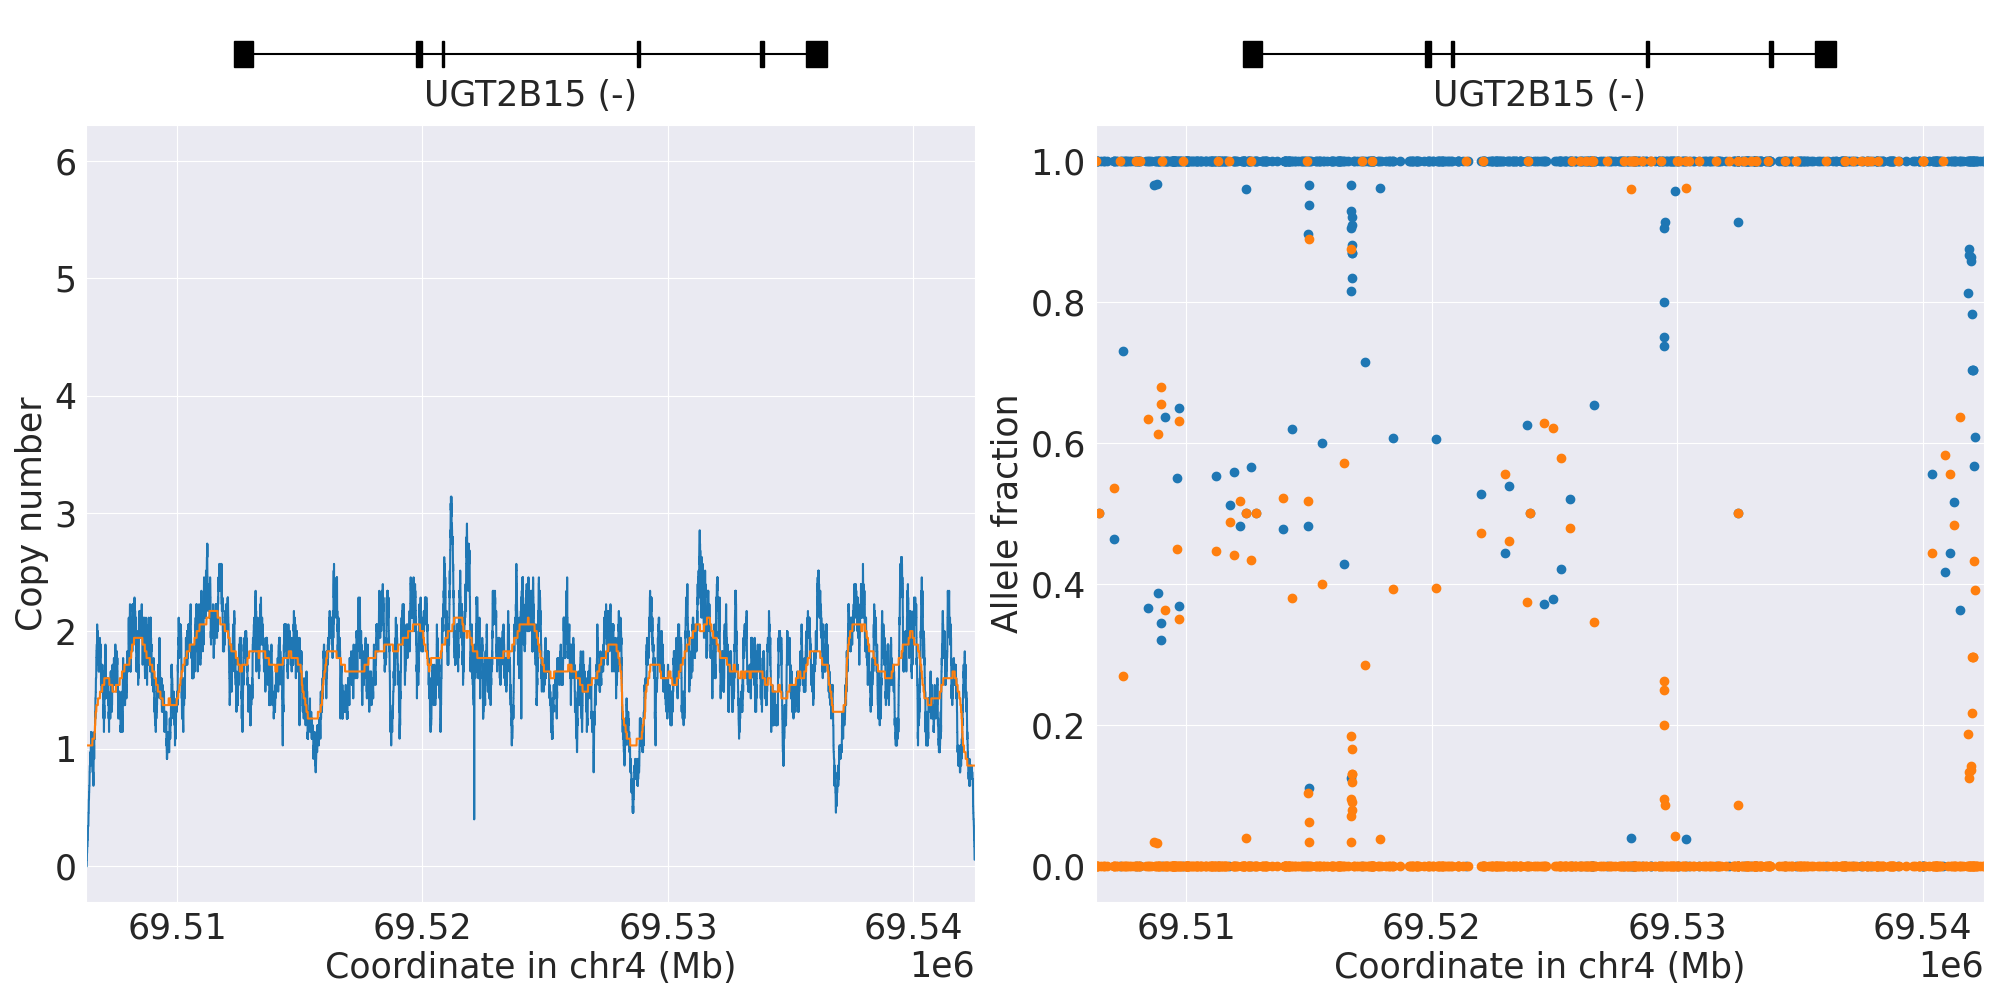 UGT2B15 (-)
Copy number
6
5
4
3
2
1
0
69.51 69.52 69.53 69.54
Coordinate in chr4 (Mb) 1e6
UGT2B15 (-)
Allele fraction
1.0
0.8
0.6
0.4
0.2
0.0
69.51 69.52 69.53 69.54
Coordinate in chr4 (Mb) 1e6